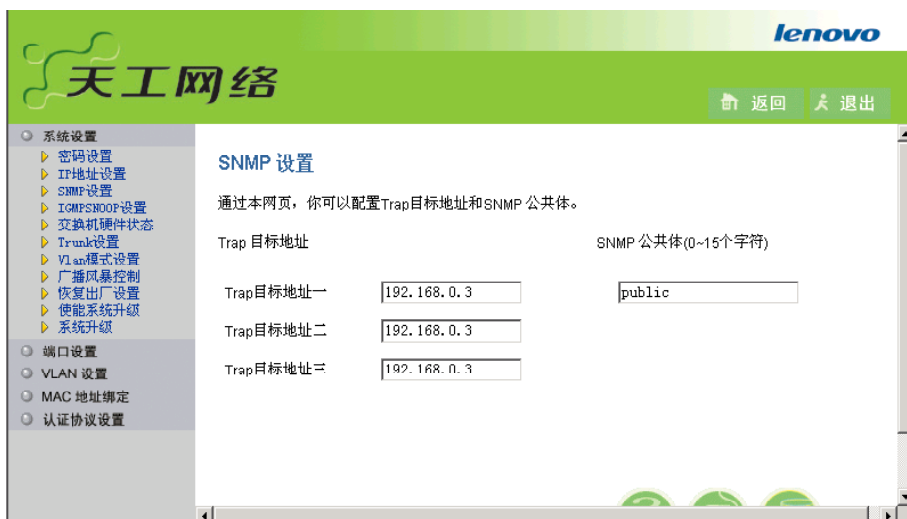 lenovo
天工网络
返回 退出
系统设置
密码设置
IP地址设置
SNMP设置
IGMPSNOOP设置
交换机硬件状态
Trunk设置
Vlan模式设置
广播风暴控制
恢复出厂设置
使能系统升级
系统升级
端口设置
VLAN 设置
MAC 地址绑定
认证协议设置
SNMP 设置
通过本网页，你可以配置Trap目标地址和SNMP 公共体。
Trap 目标地址 SNMP 公共体(0~15个字符)
Trap目标地址一 192.168.0.3 public
Trap目标地址二 192.168.0.3
Trap目标地址三 192.168.0.3